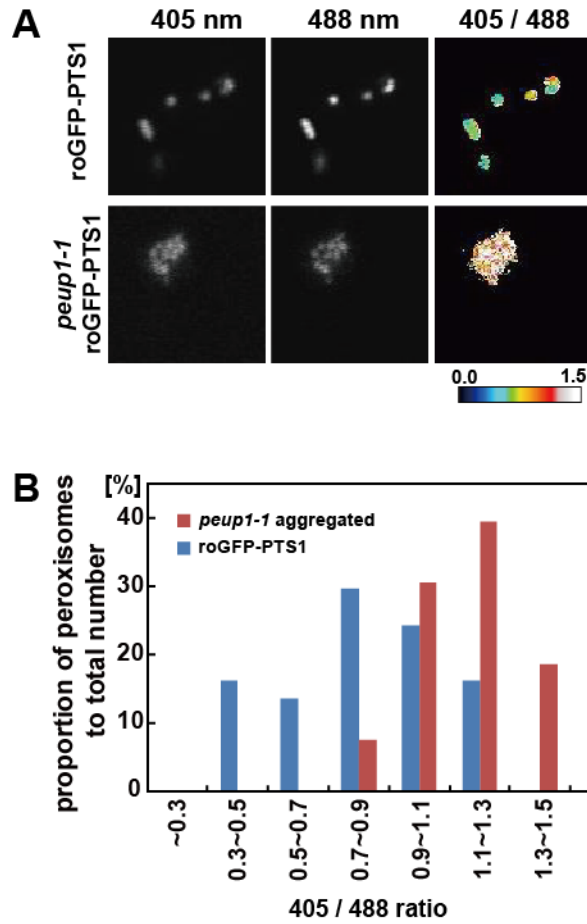 A
405 nm 488 nm 405 / 488
roGFP-PTS1
peup1-1
roGFP-PTS1
0.0 1.5
B
[%]
peup1-1 aggregated
roGFP-PTS1
40
30
20
10
0
proportion of peroxisomes
to total number
~0.3 0.3~0.5 0.5~0.7 0.7~0.9 0.9~1.1 1.1~1.3 1.3~1.5
405 / 488 ratio